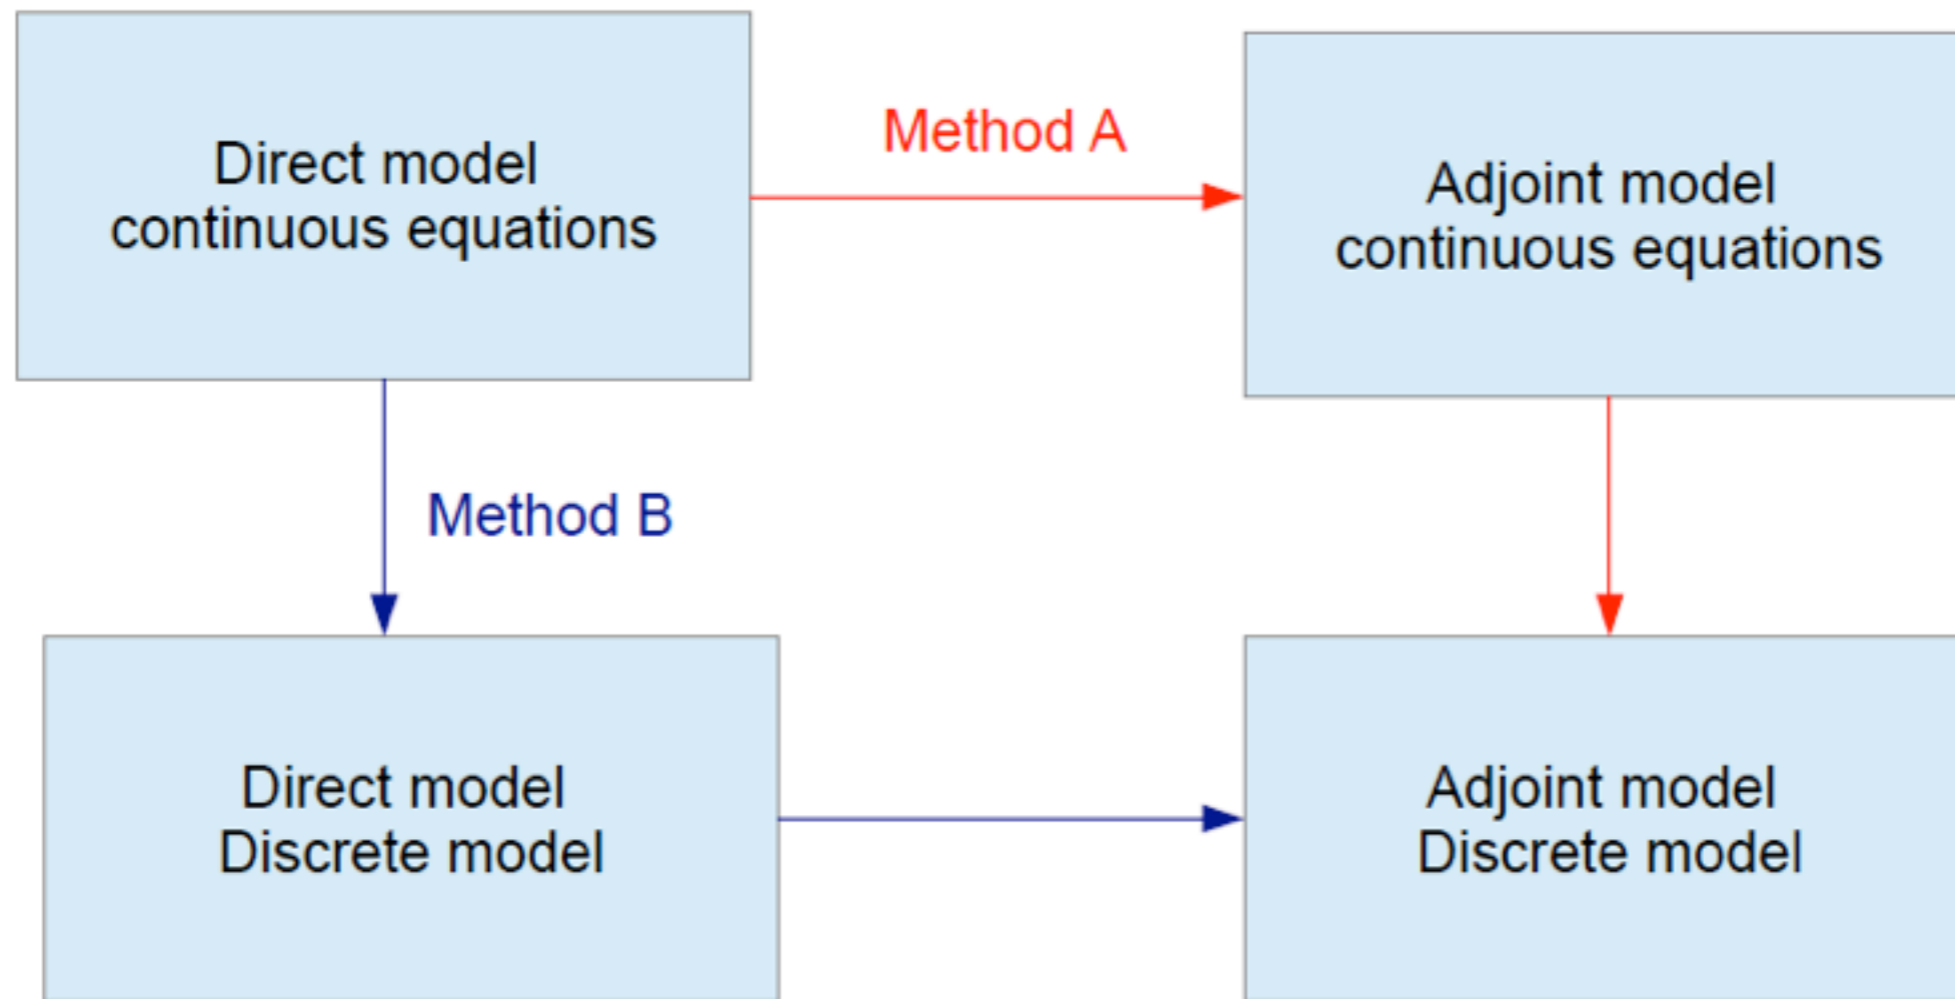 Direct model
continuous equations
Method A
Adjoint model
continuous equations
Method B
Direct model
Discrete model
Adjoint model
Discrete model